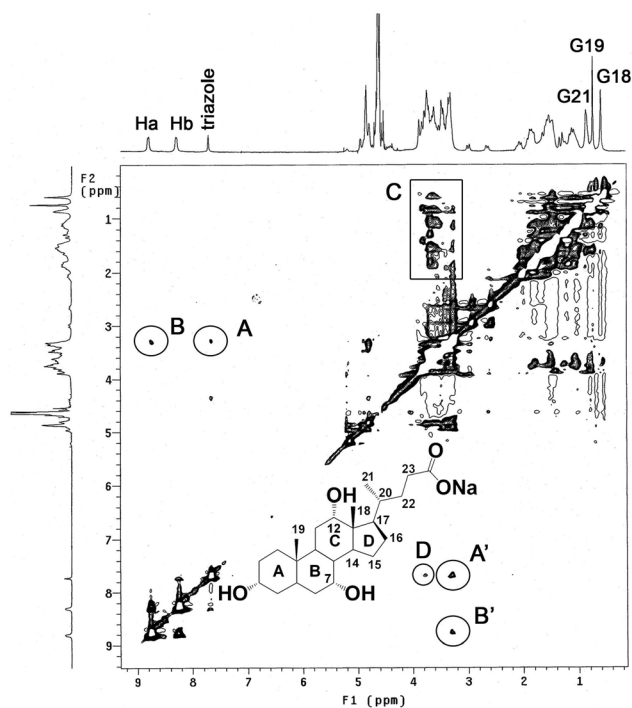 G19
G18
G21
Ha
Hb
triazole
F2
(ppm)
1
2
3
4
5
6
7
8
9
C
B
A
21
O
23
ONa
20
22
OH
18
17
12
19
C
D
16
14
15
A
B
7
HO
OH
D
A'
B'
9 8 7 6 5 4 3 2 1
F1 (ppm)